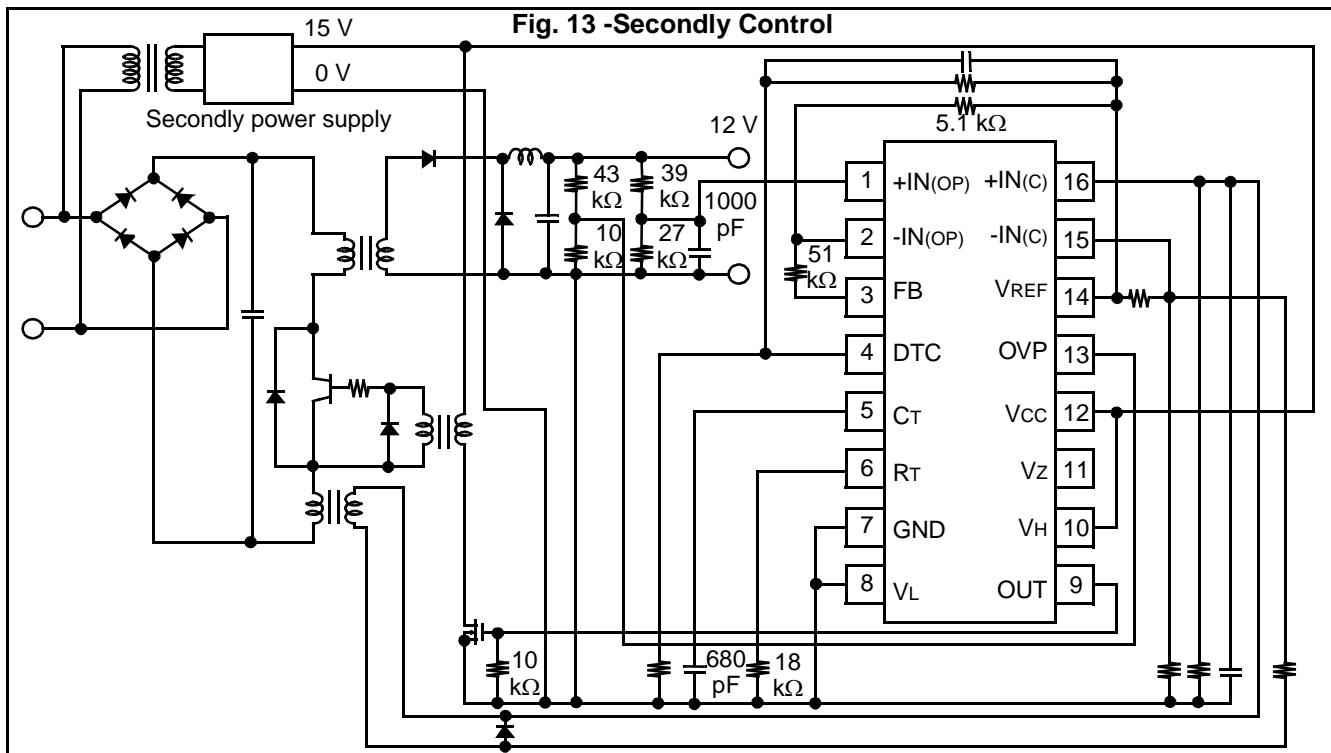 Fig. 13 -Secondly Control
15 V
0 V
Secondly power supply
12 V
5.1 kΩ
43
kΩ
39
kΩ
1000
pF
10
kΩ
27
kΩ
51
kΩ
1 +IN(OP) +IN(C) 16
2 -IN(OP) -IN(C) 15
3 FB VREF 14
4 DTC OVP 13
5 CT VCC 12
6 RT VZ 11
7 GND VH 10
8 VL OUT 9
10
kΩ
680
pF
18
kΩ